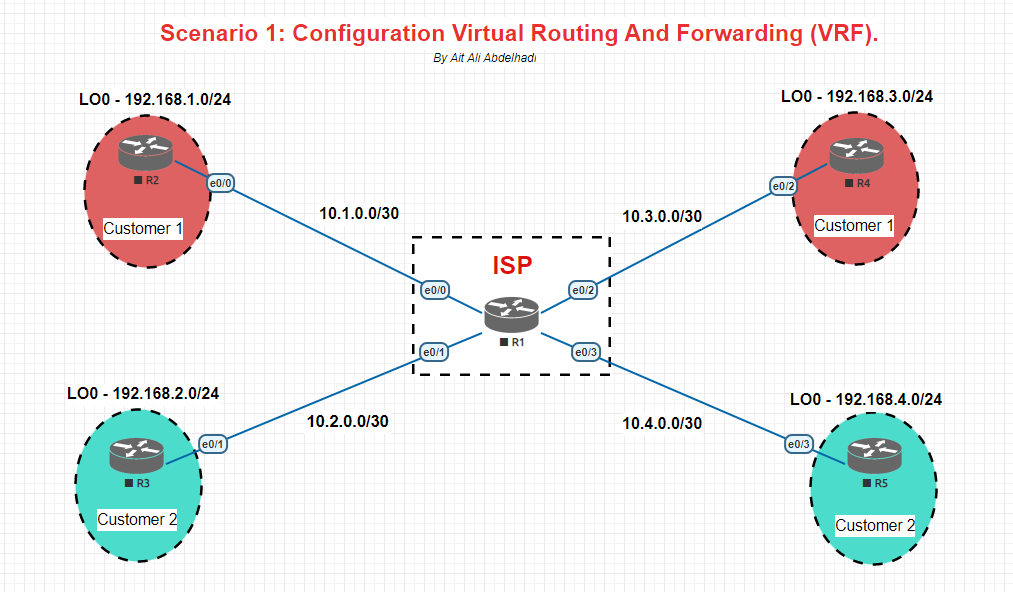 Scenario 1: Configuration Virtual Routing And Forwarding (VRF).
By Ait Ali Abdelhadi
LO0 - 192.168.1.0/24
LO0 - 192.168.3.0/24
R2
e0/0
Customer 1
10.1.0.0/30
R4
e0/2
Customer 1
10.3.0.0/30
ISP
e0/0
e0/2
R1
e0/1
e0/3
LO0 - 192.168.2.0/24
R3
e0/1
Customer 2
10.2.0.0/30
LO0 - 192.168.4.0/24
10.4.0.0/30
e0/3
R5
Customer 2